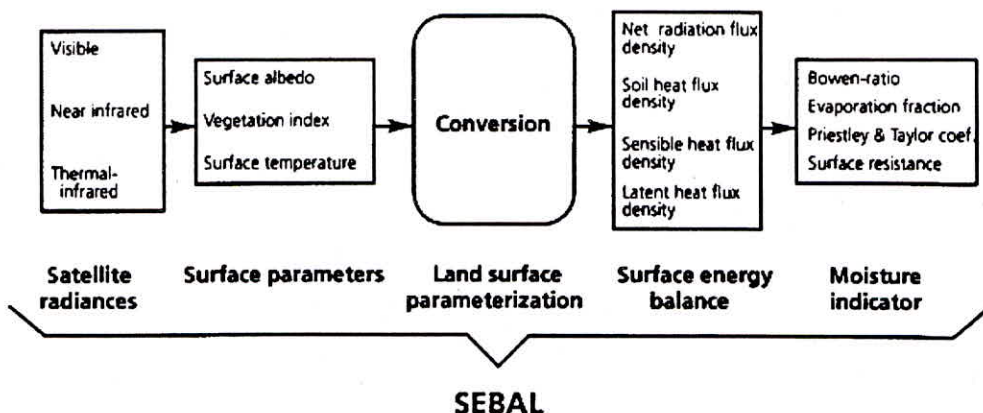 Visible
Near infrared
Thermal-
infrared
Surface albedo
Vegetation index
Surface temperature
Conversion
Net radiation flux
density
Soil heat flux
density
Sensible heat flux
density
Latent heat flux
density
Bowen-ratio
Evaporation fraction
Priestley & Taylor coef.
Surface resistance
Satellite
radiances
Surface parameters
Land surface
parameterization
Surface energy
balance
Moisture
indicator
SEBAL